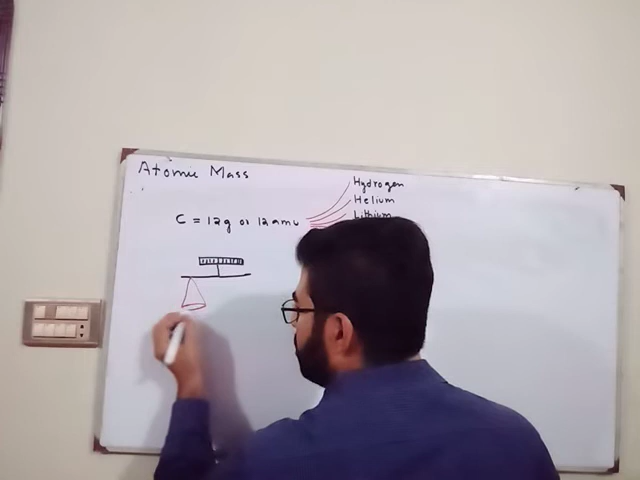 Atomic Mass
Hydrogen
Helium
Lithium
C = 12g or 12amu